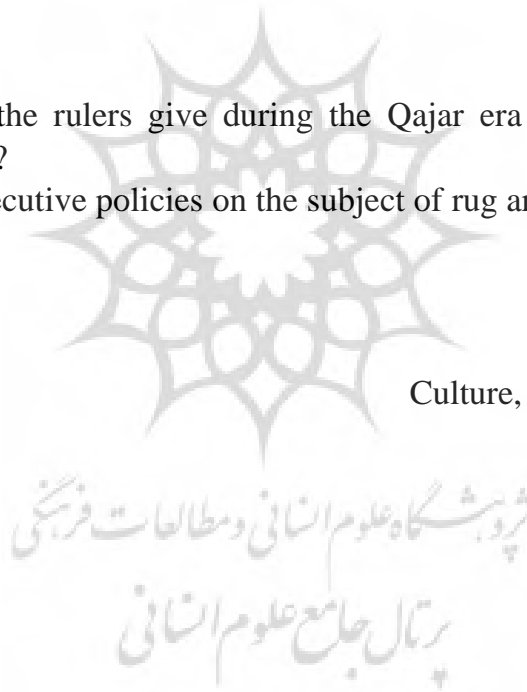 the rulers give during the Qajar era
?
ecutive policies on the subject of rug ar
Culture,
پژوهشگاه علوم انسانی و مطالعات فرهنگی
پرتال جامع علوم انسانی